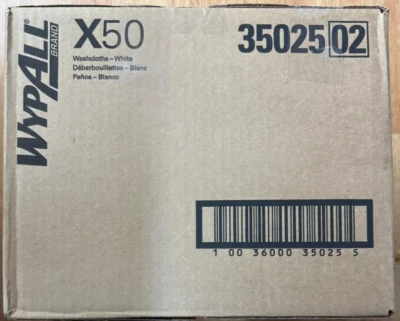 WYPALL®
BRAND
X50
Washcloths – White
Débarbouillettes – Blanc
Paños – Blanco
35025 02
1 00 36000 35025 5